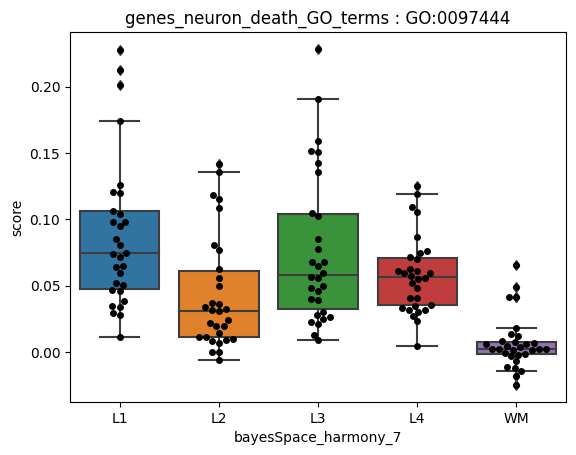 genes_neuron_death_GO_terms : GO:0097444
score
0.20
0.15
0.10
0.05
0.00
L1 L2 L3 L4 WM
bayesSpace_harmony_7